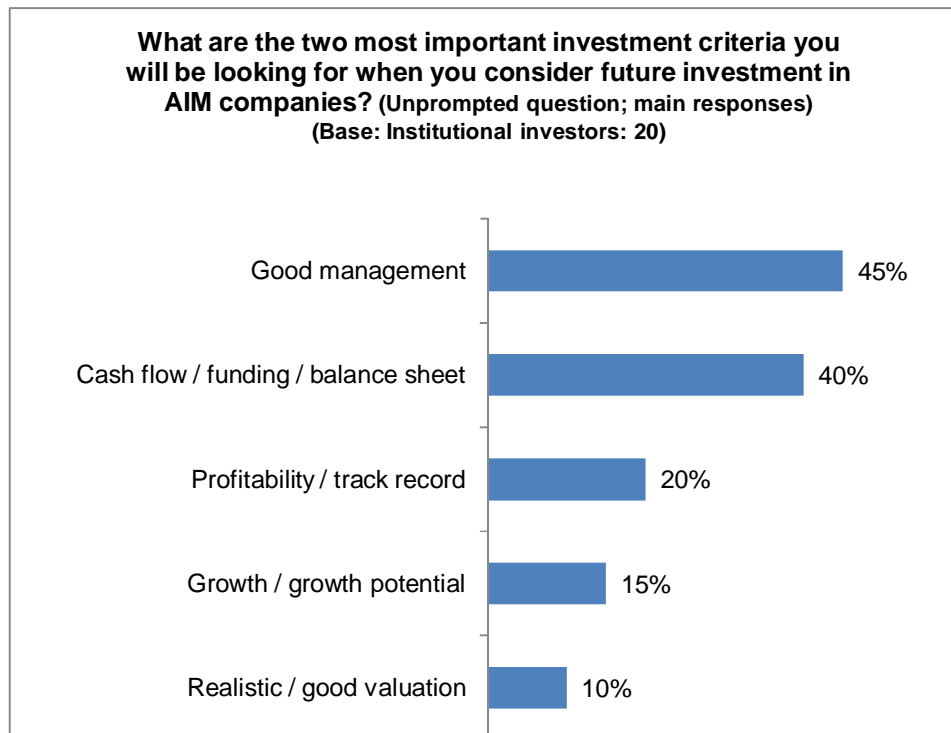 What are the two most important investment criteria you
will be looking for when you consider future investment in
AIM companies? (Unprompted question; main responses)
(Base: Institutional investors: 20)
Good management 45%
Cash flow / funding / balance sheet 40%
Profitability / track record 20%
Growth / growth potential 15%
Realistic / good valuation 10%